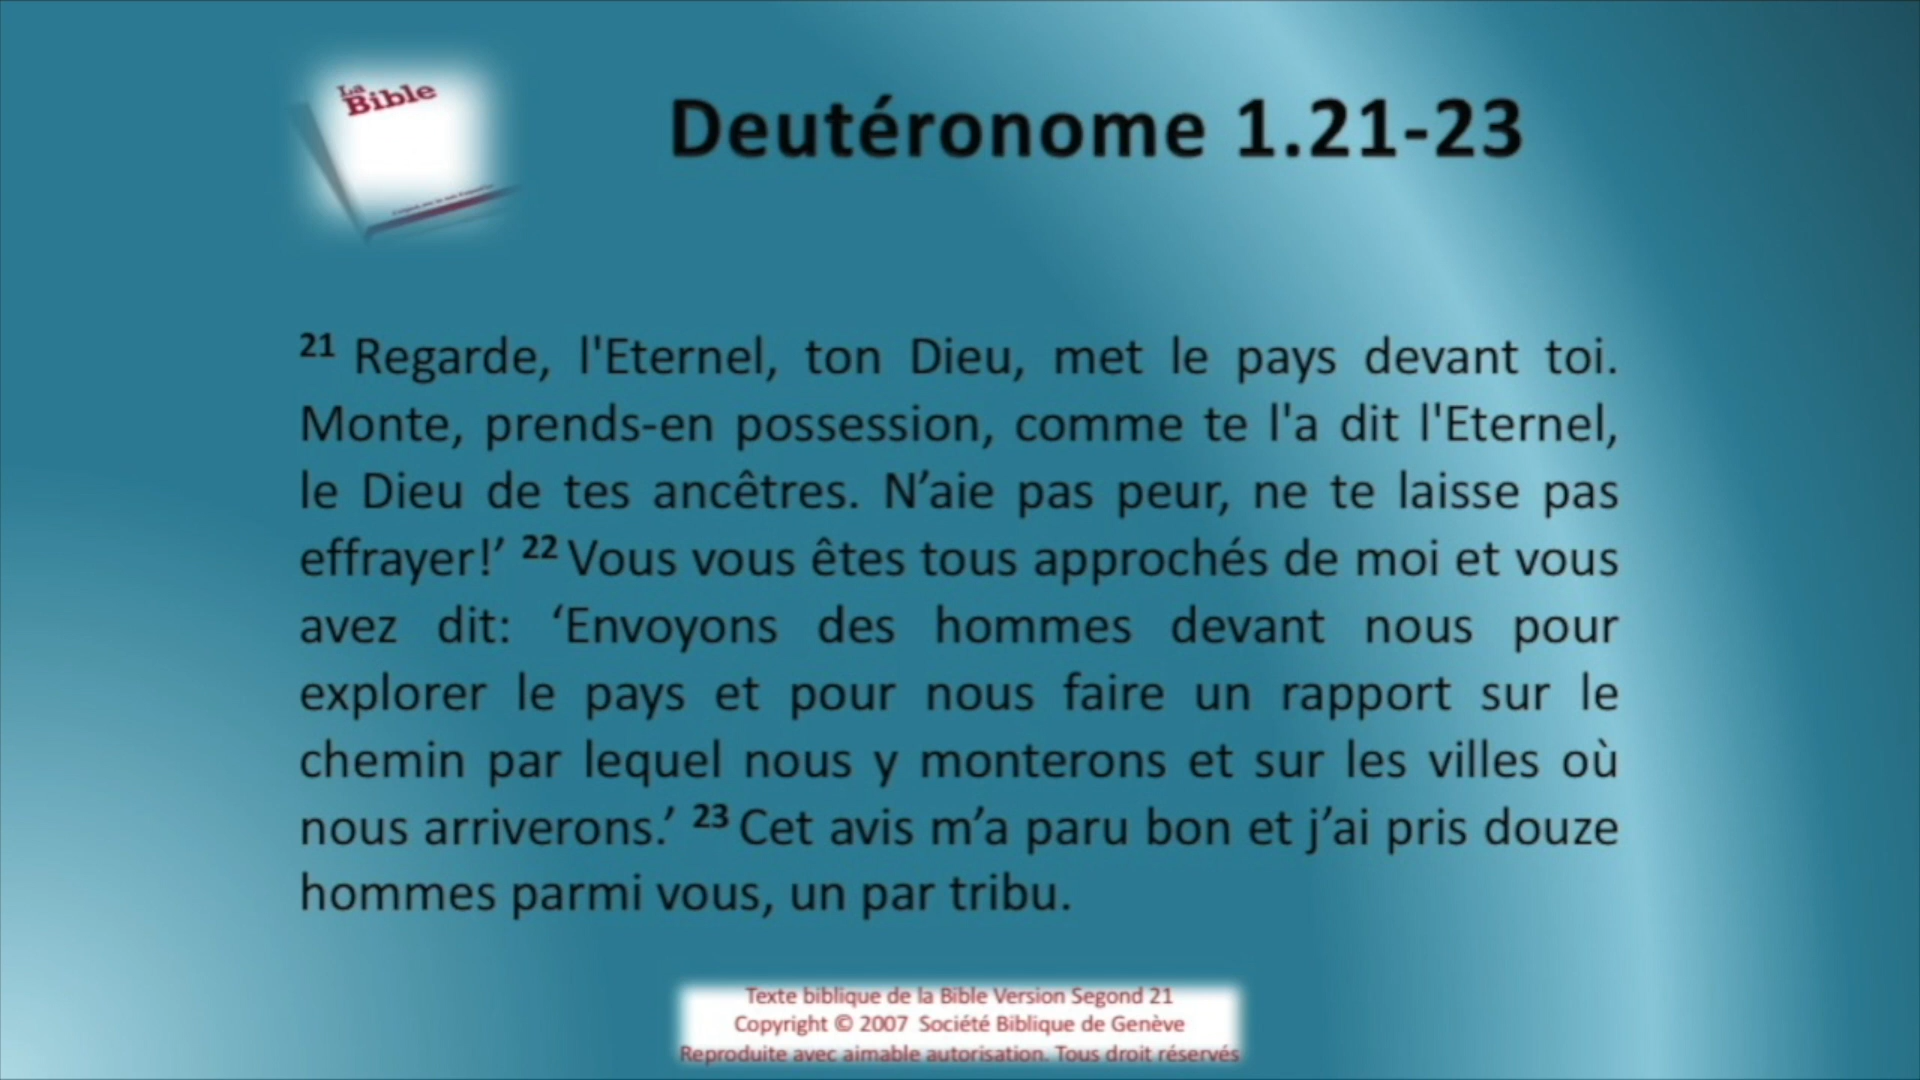 La
Bible
Deutéronome 1.21-23
21 Regarde, l'Eternel, ton Dieu, met le pays devant toi.
Monte, prends-en possession, comme te l'a dit l'Eternel,
le Dieu de tes ancêtres. N’aie pas peur, ne te laisse pas
effrayer!’ 22 Vous vous êtes tous approchés de moi et vous
avez dit: ‘Envoyons des hommes devant nous pour
explorer le pays et pour nous faire un rapport sur le
chemin par lequel nous y monterons et sur les villes où
nous arriverons.’ 23 Cet avis m’a paru bon et j’ai pris douze
hommes parmi vous, un par tribu.
Texte biblique de la Bible Version Segond 21
Copyright © 2007 Société Biblique de Genève
Reproduite avec aimable autorisation. Tous droit réservés